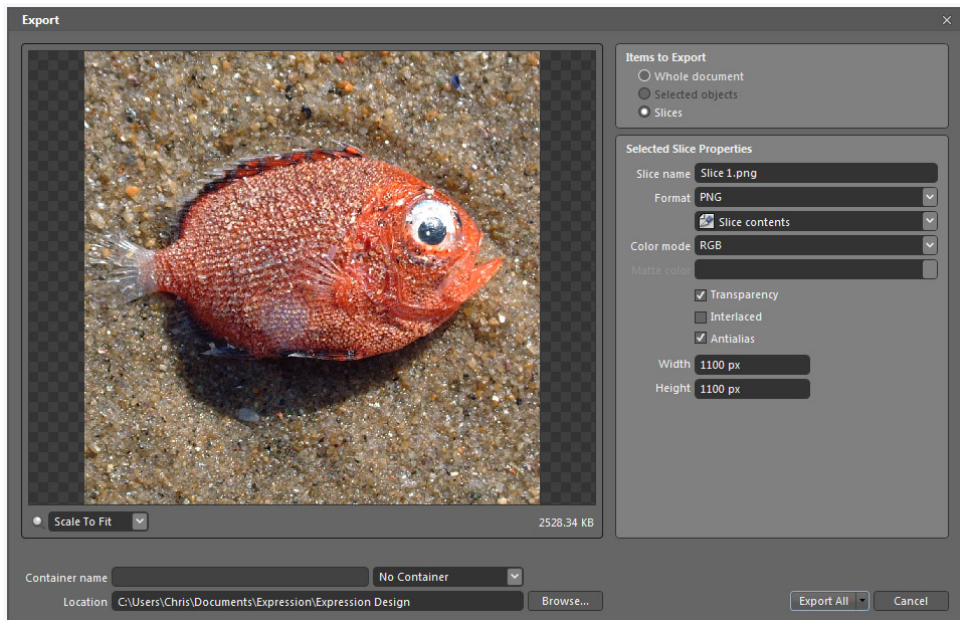 Export
Items to Export
Whole document
Selected objects
Slices
Selected Slice Properties
Slice name Slice 1.png
Format PNG
Slice contents
Color mode RGB
Matte color
Transparency
Interlaced
Antialias
Width 1100 px
Height 1100 px
Scale To Fit
2528.34 KB
Container name
No Container
Location C:\Users\Chris\Documents\Expression\Expression Design
Browse...
Export All
Cancel